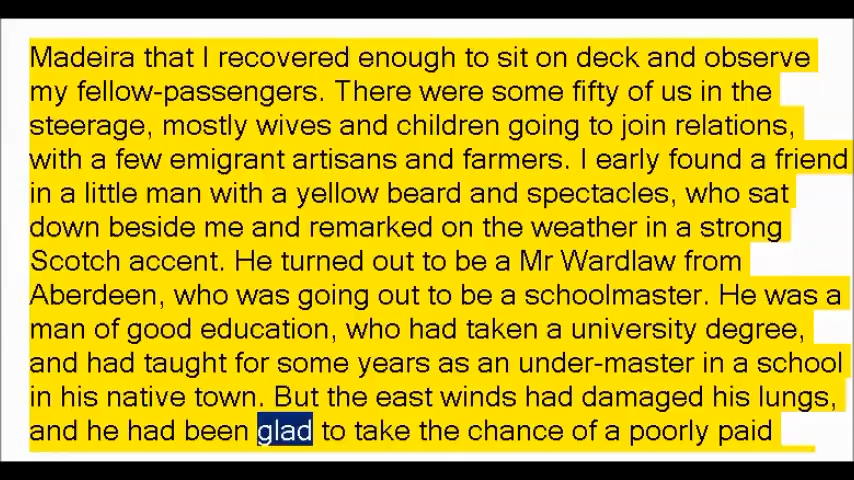 Madeira that I recovered enough to sit on deck and observe
my fellow-passengers. There were some fifty of us in the
steerage, mostly wives and children going to join relations,
with a few emigrant artisans and farmers. I early found a friend
in a little man with a yellow beard and spectacles, who sat
down beside me and remarked on the weather in a strong
Scotch accent. He turned out to be a Mr Wardlaw from
Aberdeen, who was going out to be a schoolmaster. He was a
man of good education, who had taken a university degree,
and had taught for some years as an under-master in a school
in his native town. But the east winds had damaged his lungs,
and he had been glad to take the chance of a poorly paid